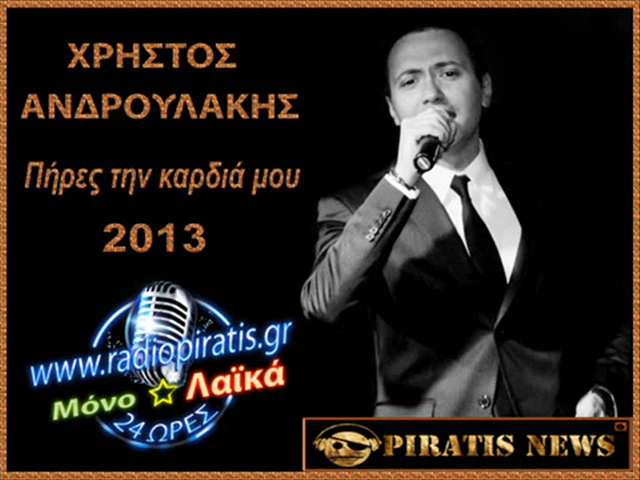 ΧΡΗΣΤΟΣ
ΑΝΔΡΟΥΛΑΚΗΣ
Πήρες την καρδιά μου
2013
www.radiopiratis.gr
Μόνο Λαϊκά
24 ΩΡΕΣ
PIRATIS NEWS